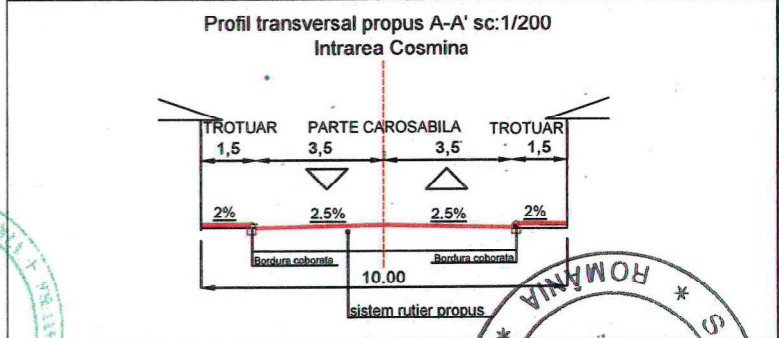 Profil transversal propus A-A' sc:1/200
Intrarea Cosmina
TROTUAR PARTE CAROSABILA TROTUAR
1,5 3,5 3,5 1,5
2% 2.5% 2.5% 2%
Bordura coborata Bordura coborata
10.00
sistem rutier propus
* ROMÂNIA *